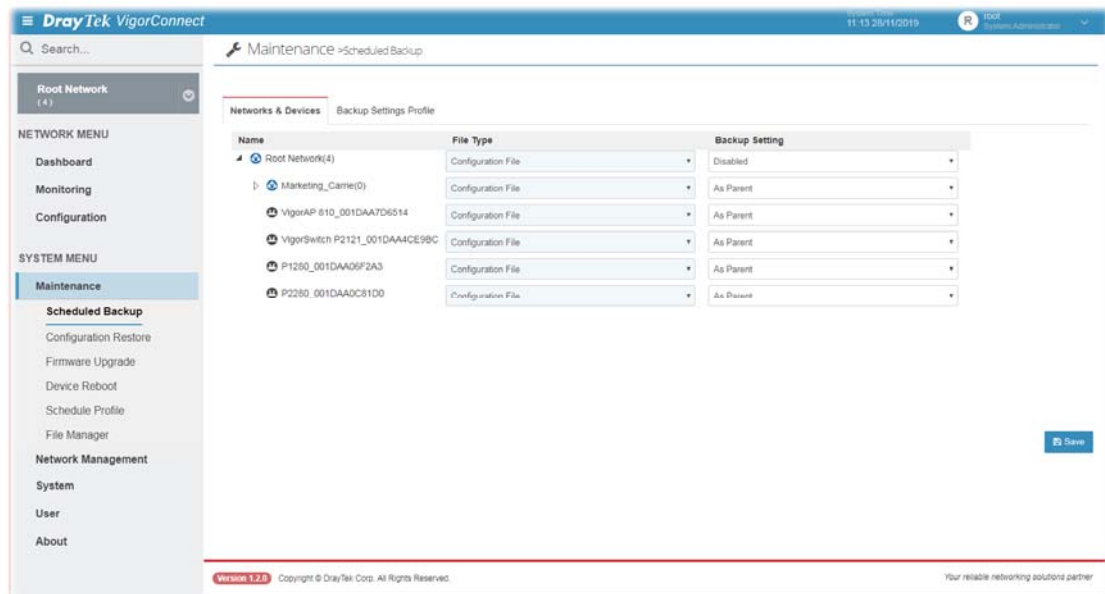 DrayTek VigorConnect
System Time
11:13 28/11/2019
R
root
System Administrator
Search...
Maintenance >Scheduled Backup
Root Network
(4)
Networks & Devices
Backup Settings Profile
NETWORK MENU
Dashboard
Monitoring
Configuration
SYSTEM MENU
Maintenance
Scheduled Backup
Configuration Restore
Firmware Upgrade
Device Reboot
Schedule Profile
File Manager
Network Management
System
User
About
Name File Type Backup Setting
Root Network(4) Configuration File Disabled
Marketing_Carrie(0) Configuration File As Parent
VigorAP 810_001DAA7D6514 Configuration File As Parent
VigorSwitch P2121_001DAA4CE9BC Configuration File As Parent
P1280_001DAA06F2A3 Configuration File As Parent
P2280_001DAA0C81D0 Configuration File As Parent
Save
Version 1.2.0 Copyright © DrayTek Corp. All Rights Reserved.
Your reliable networking solutions partner